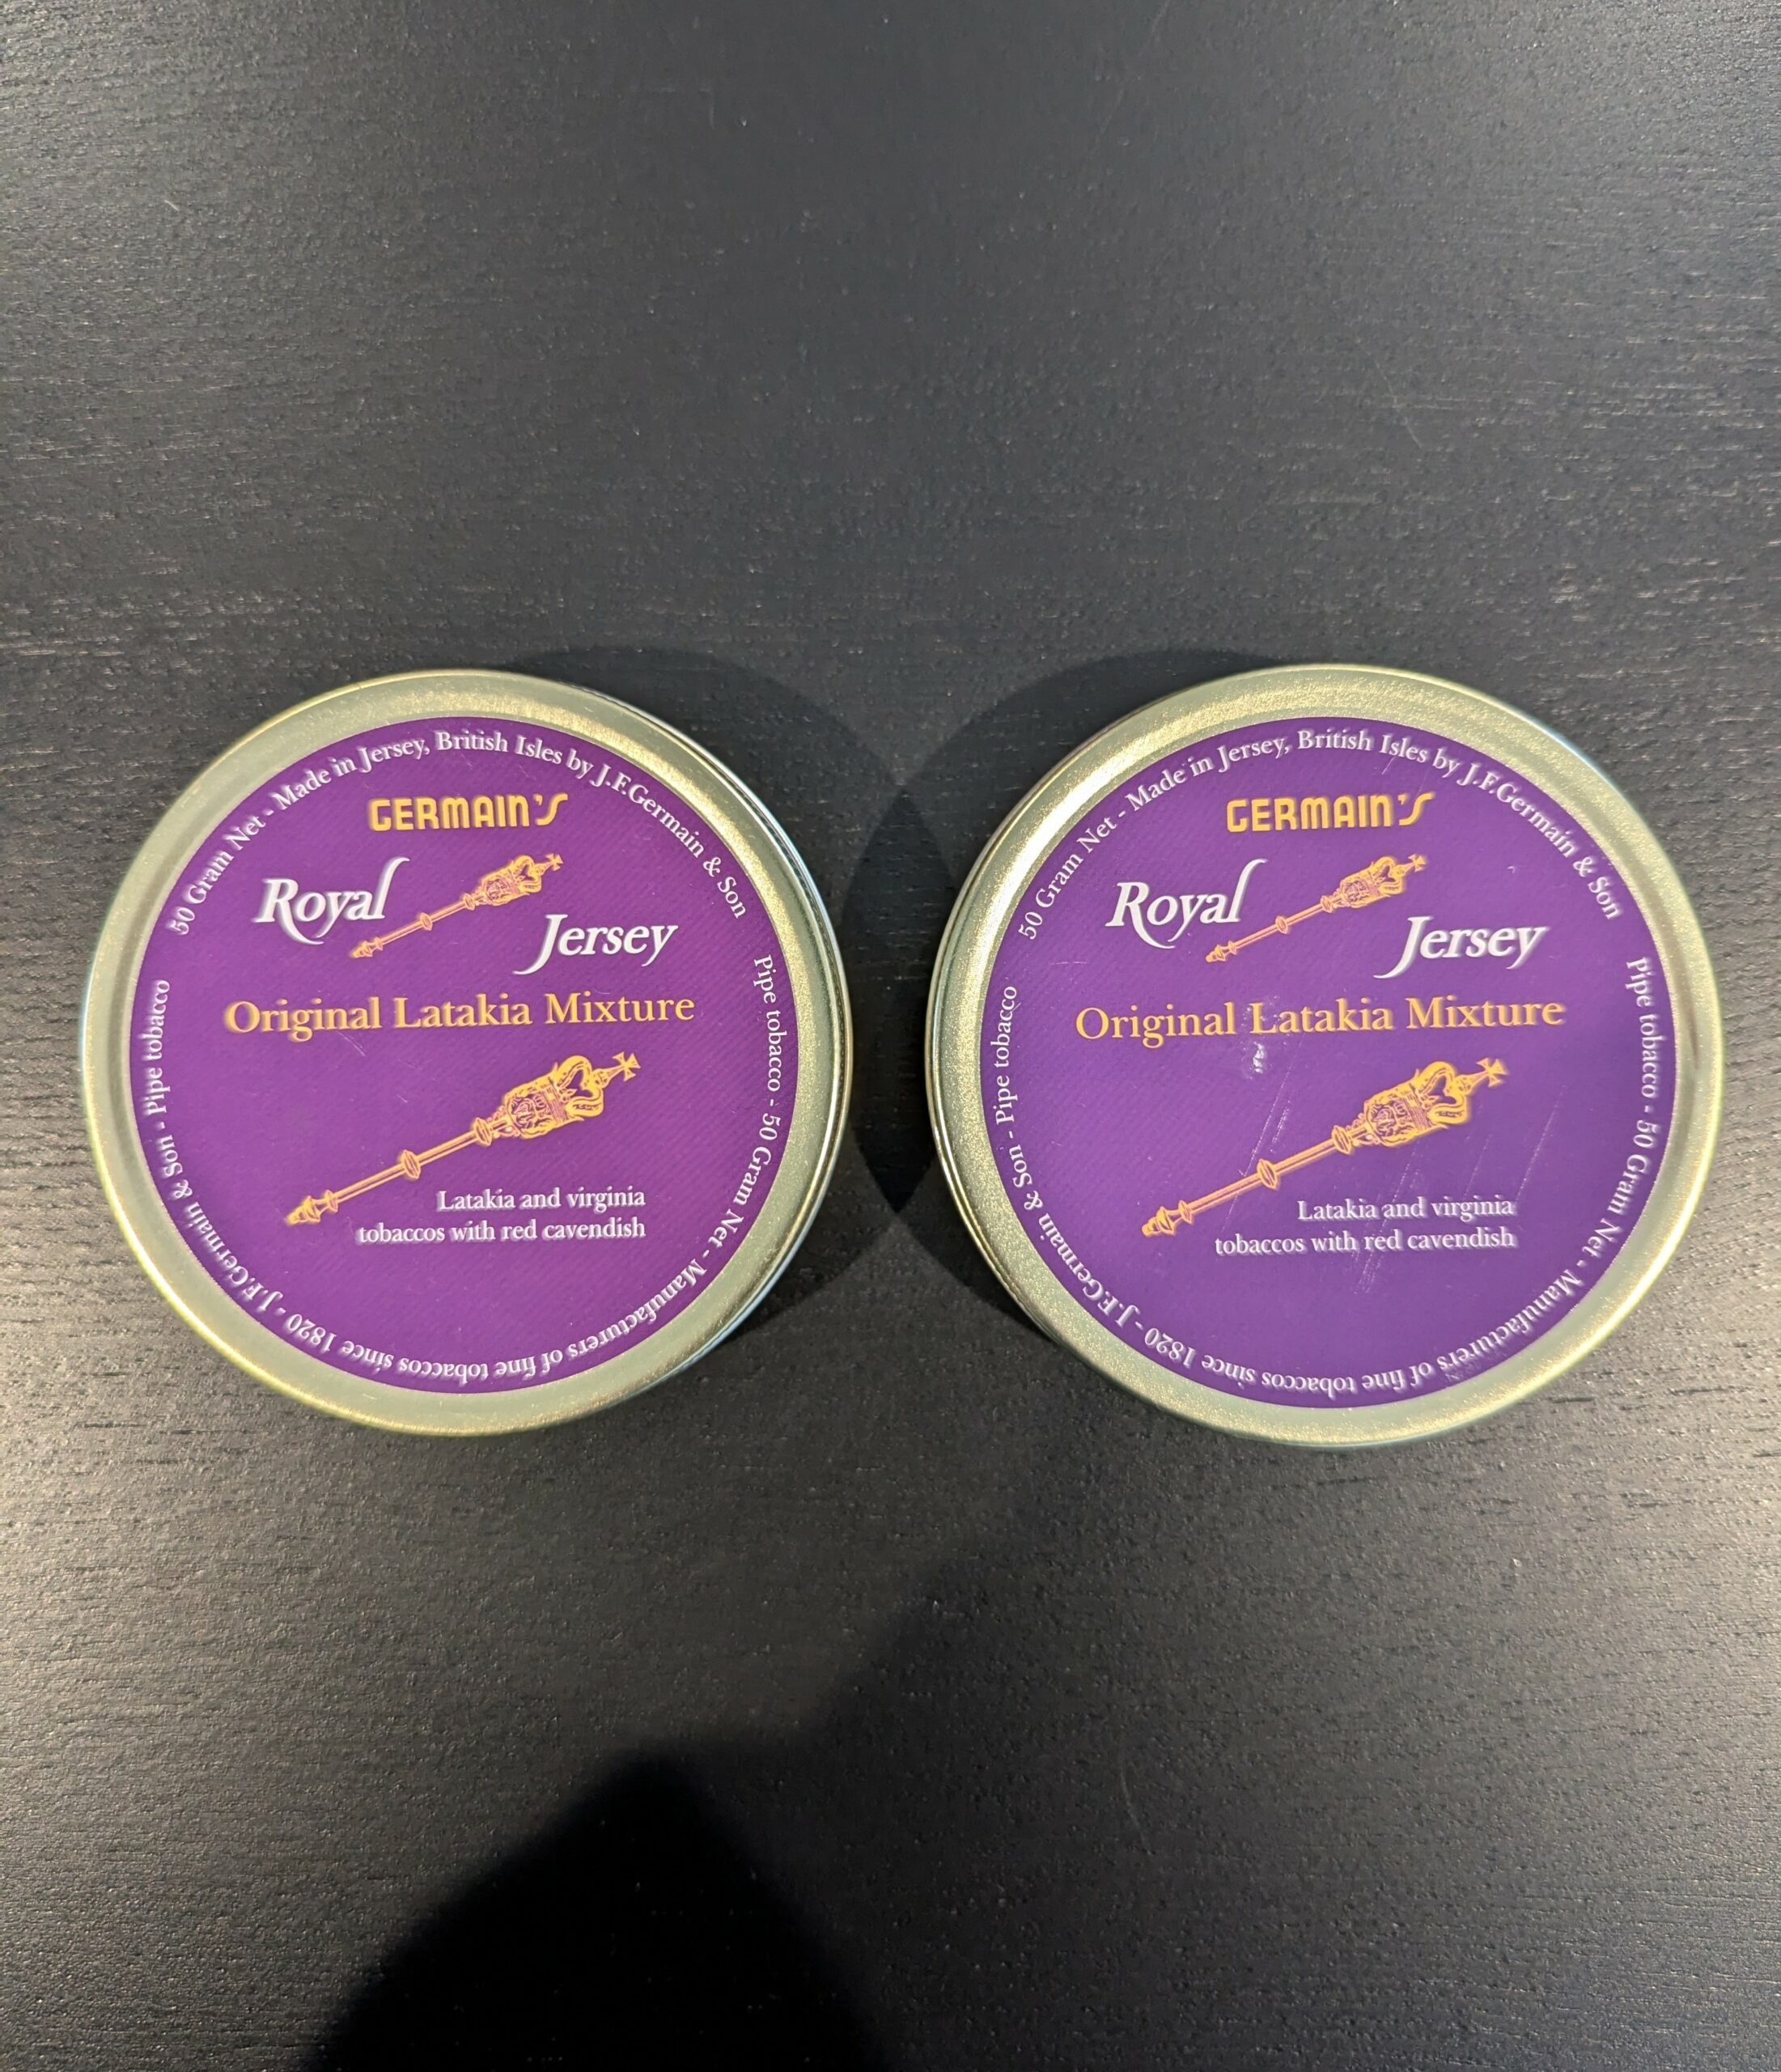 50 Gram Net - Made in Jersey, British Isles by J.F.Germain & Son
GERMAIN'S
Royal
Jersey
Original Latakia Mixture
Latakia and virginia
tobaccos with red cavendish
Pipe tobacco - 50 Gram Net - Manufacturers of fine tobaccos since 1820 - J.F.Germain & Son - Pipe tobacco
50 Gram Net - Made in Jersey, British Isles by J.F.Germain & Son
GERMAIN'S
Royal
Jersey
Original Latakia Mixture
Latakia and virginia
tobaccos with red cavendish
Pipe tobacco - 50 Gram Net - Manufacturers of fine tobaccos since 1820 - J.F.Germain & Son - Pipe tobacco